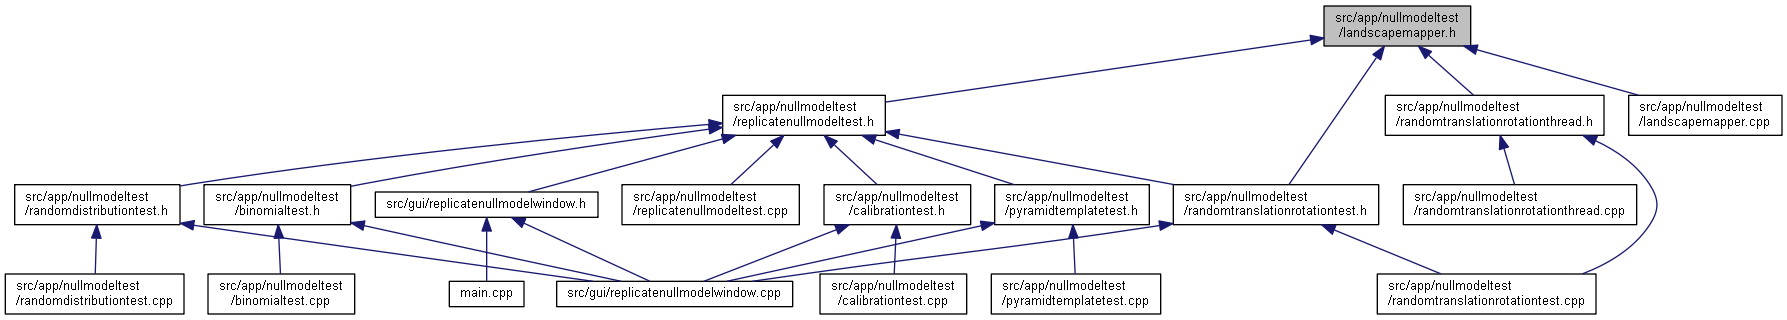 src/app/nullmodeltest
/landscapemapper.h
src/app/nullmodeltest
/replicatenullmodeltest.h
src/app/nullmodeltest
/randomtranslationrotationthread.h
src/app/nullmodeltest
/landscapemapper.cpp
src/app/nullmodeltest
/randomdistributiontest.h
src/app/nullmodeltest
/binomialtest.h
src/gui/replicatenullmodelwindow.h
src/app/nullmodeltest
/replicatenullmodeltest.cpp
src/app/nullmodeltest
/calibrationtest.h
src/app/nullmodeltest
/pyramidtemplatetest.h
src/app/nullmodeltest
/randomtranslationrotationtest.h
src/app/nullmodeltest
/randomtranslationrotationthread.cpp
src/app/nullmodeltest
/randomdistributiontest.cpp
src/app/nullmodeltest
/binomialtest.cpp
main.cpp
src/gui/replicatenullmodelwindow.cpp
src/app/nullmodeltest
/calibrationtest.cpp
src/app/nullmodeltest
/pyramidtemplatetest.cpp
src/app/nullmodeltest
/randomtranslationrotationtest.cpp